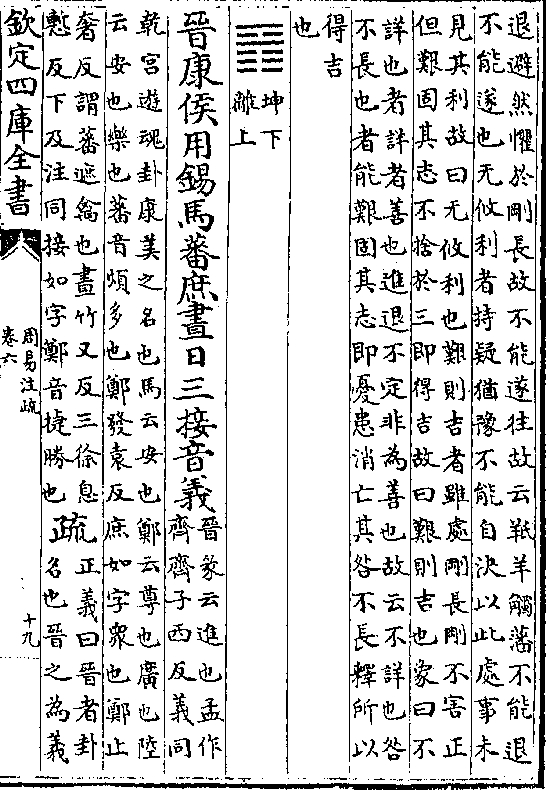 退避然懼於剛長故不能遂往故云羝羊觸藩不能退
不能遂也无攸利者持疑猶豫不能自決以此處事未
見其利故曰无攸利也艱則吉者雖處剛長剛不害正
但艱固其志不捨於三即得吉故曰艱則吉也象曰不
詳也者詳者善也進退不定非為善也故云不詳也咎
不長也者能艱固其志即憂患消亡其咎不長釋所以
得吉
也
坤下
離上
晉康侯用錫馬蕃庶晝日三接音義
晉彖云進也孟作
齊齊子西反義同
乾宮遊魂卦康美之名也馬云安也鄭云尊也廣也陸
云安也樂也蕃音煩多也鄭發袁反庶如字衆也鄭止
奢反謂蕃遮禽也晝竹又反三徐息
慙反下及注同接如字鄭音捷勝也
疏
正義曰晉者卦
名也晉之為義
欽定四庫全書
周易注疏
卷六
十九